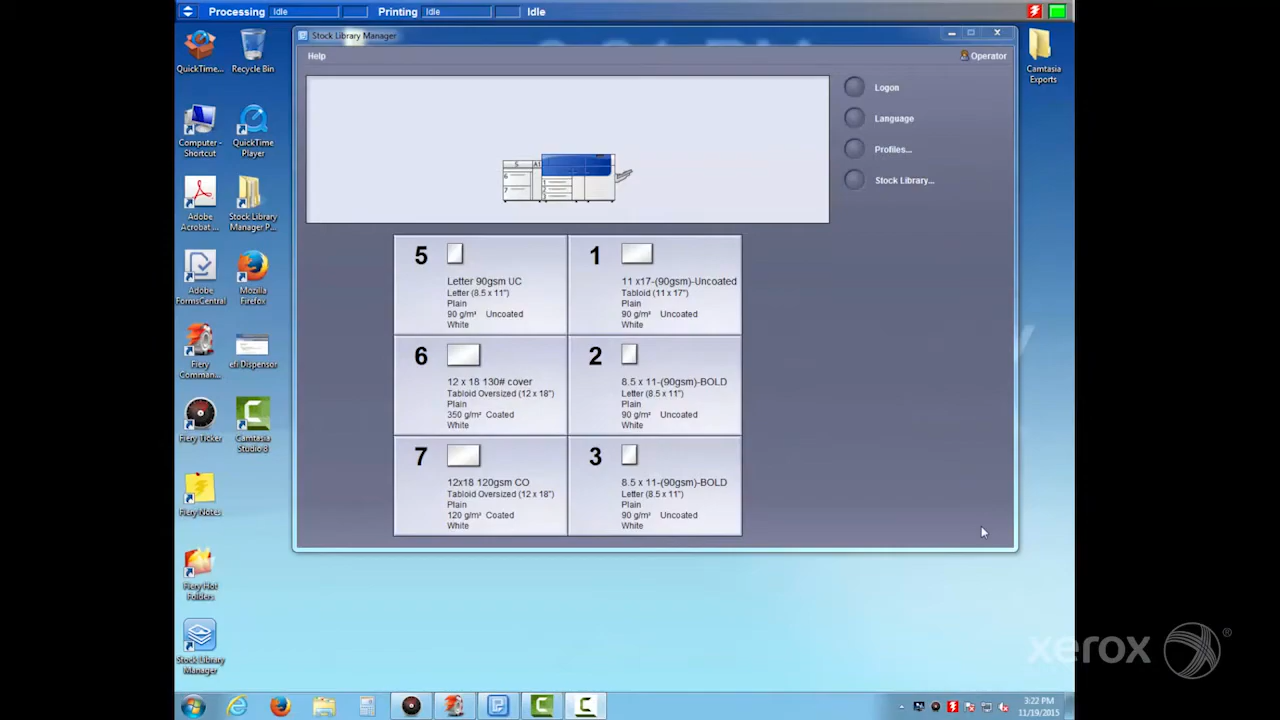 Processing Idle Printing Idle Idle
Stock Library Manager
Help
Operator
Logon
Language
Profiles...
Stock Library...
5 A1
6
7
5
Letter 90gsm UC
Letter (8.5 x 11")
Plain
90 g/m² Uncoated
White
1
11 x17-(90gsm)-Uncoated
Tabloid (11 x 17")
Plain
90 g/m² Uncoated
White
6
12 x 18 130# cover
Tabloid Oversized (12 x 18")
Plain
350 g/m² Coated
White
2
8.5 x 11-(90gsm)-BOLD
Letter (8.5 x 11")
Plain
90 g/m² Uncoated
White
7
12x18 120gsm CO
Tabloid Oversized (12 x 18")
Plain
120 g/m² Coated
White
3
8.5 x 11-(90gsm)-BOLD
Letter (8.5 x 11")
Plain
90 g/m² Uncoated
White
QuickTime...
Recycle Bin
Computer -
Shortcut
QuickTime
Player
Adobe
Acrobat ...
Stock Library
Manager P...
Adobe
FormsCentral
Mozilla
Firefox
Fiery
Comman...
efi Dispensor
Fiery Ticker
Camtasia
Studio 8
Fiery Notes
Fiery Hot
Folders
Stock Library
Manager
Camtasia
Exports
xerox ®
3:22 PM
11/19/2015